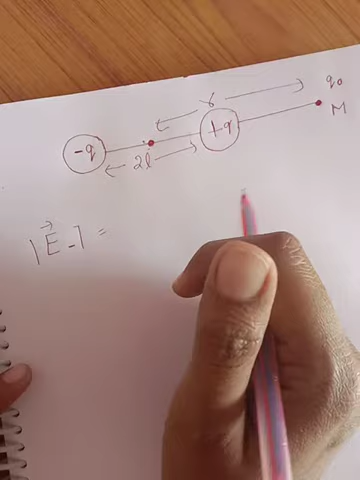 r
q₀
-q
+q
M
2l
|E⃗₋| =